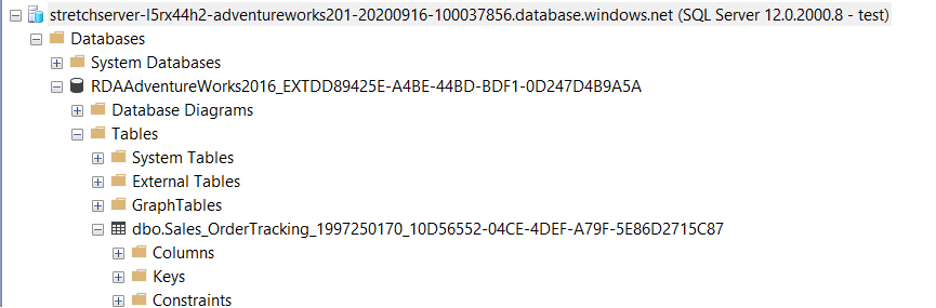 stretchserver-l5rx44h2-adventureworks201-20200916-100037856.database.windows.net (SQL Server 12.0.2000.8 - test)
Databases
System Databases
RDAAdventureWorks2016_EXTDD89425E-A4BE-44BD-BDF1-0D247D4B9A5A
Database Diagrams
Tables
System Tables
External Tables
GraphTables
dbo.Sales_OrderTracking_1997250170_10D56552-04CE-4DEF-A79F-5E86D2715C87
Columns
Keys
Constraints